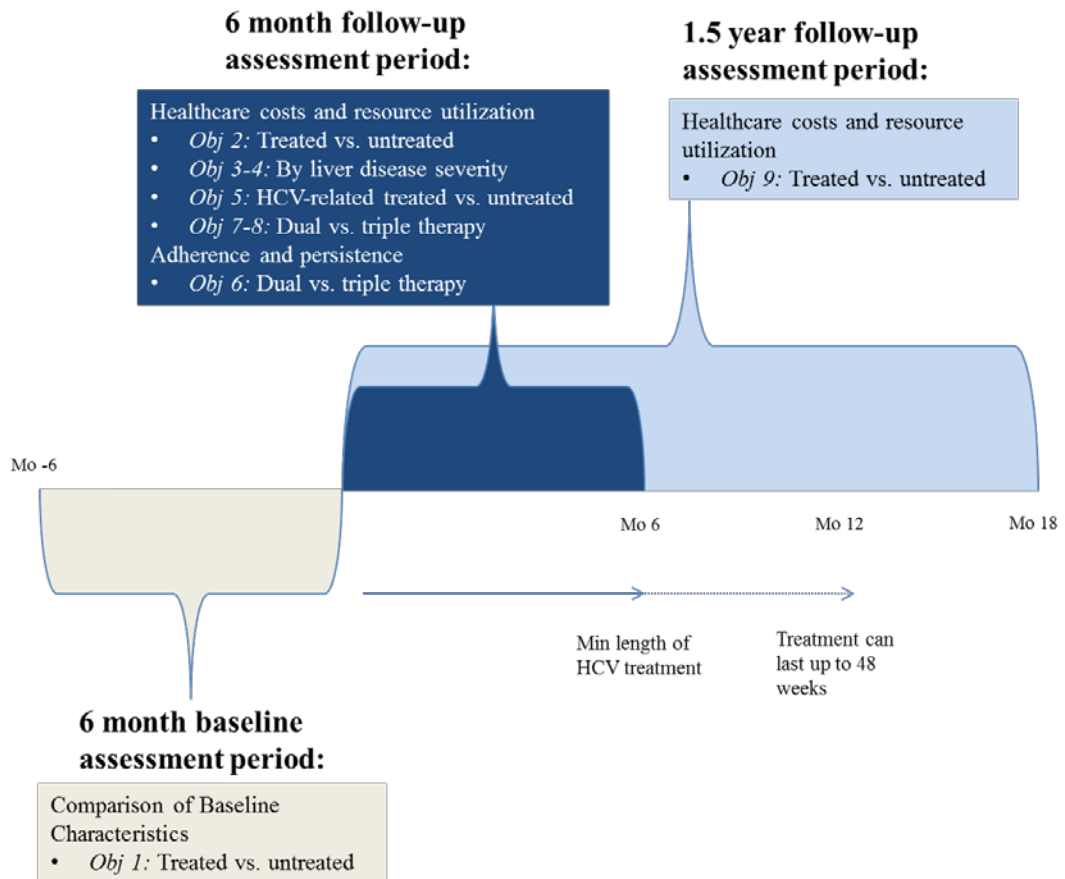 6 month follow-up
assessment period:
Healthcare costs and resource utilization
• Obj 2: Treated vs. untreated
• Obj 3-4: By liver disease severity
• Obj 5: HCV-related treated vs. untreated
• Obj 7-8: Dual vs. triple therapy
Adherence and persistence
• Obj 6: Dual vs. triple therapy
1.5 year follow-up
assessment period:
Healthcare costs and resource
utilization
• Obj 9: Treated vs. untreated
Mo -6
Mo 6
Mo 12
Mo 18
Min length of
HCV treatment
Treatment can
last up to 48
weeks
6 month baseline
assessment period:
Comparison of Baseline
Characteristics
• Obj 1: Treated vs. untreated